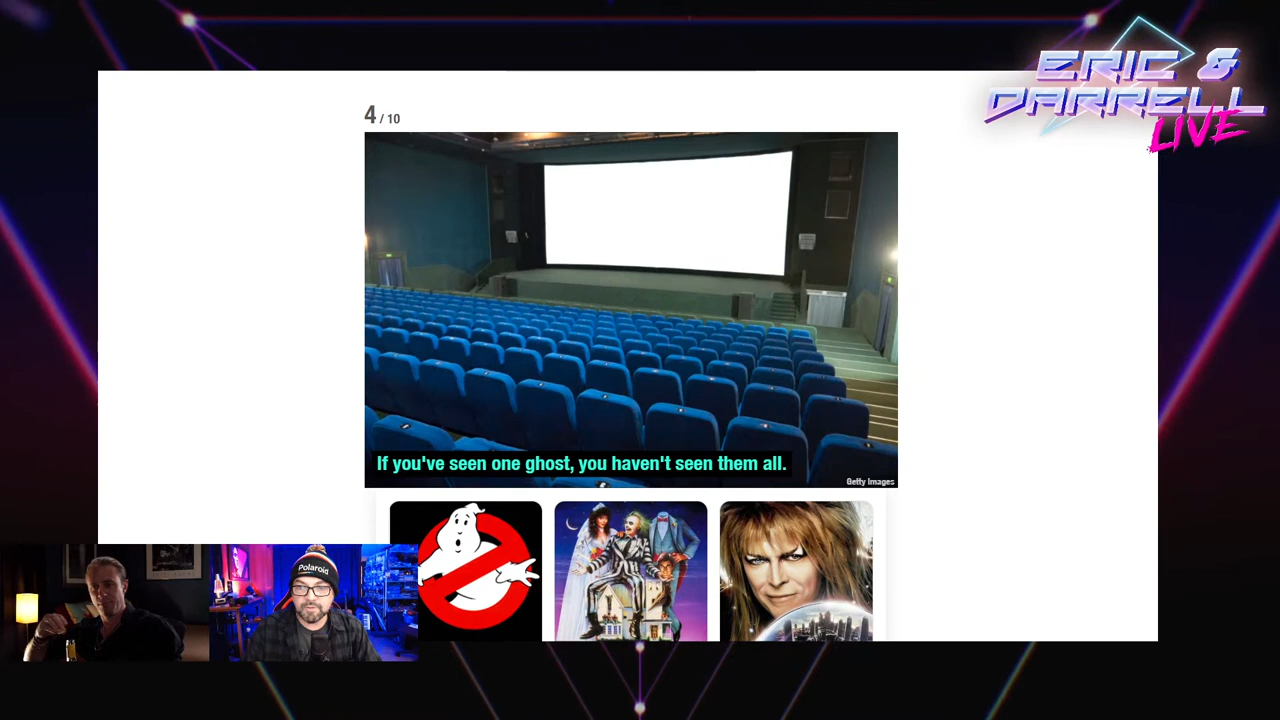 ERIC &
DARRELL
LIVE
4 / 10
If you've seen one ghost, you haven't seen them all.
Getty Images
Polaroid